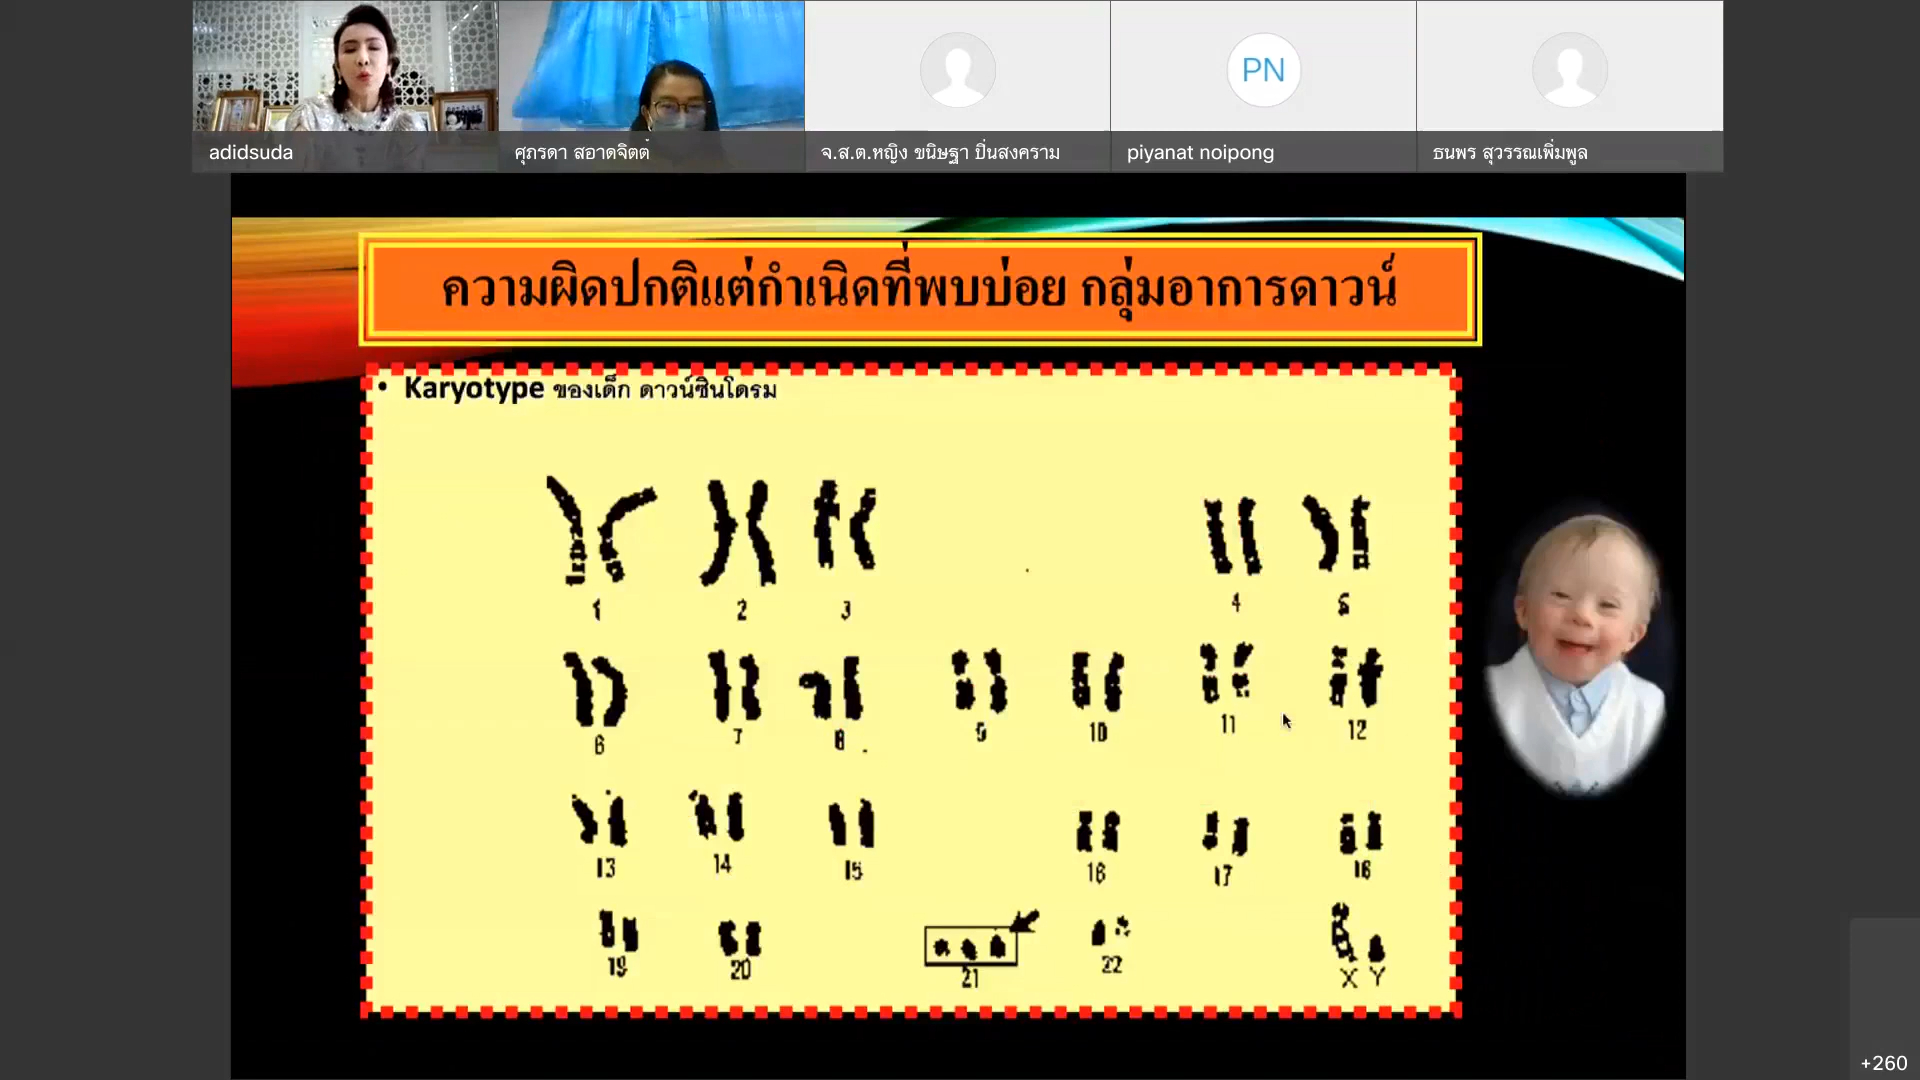 adidsuda
ศุภรดา สอาดจิตต์
จ.ส.ต.หญิง ขนิษฐา ปิ่นสงคราม
PN
piyanat noipong
ธนพร สุวรรณเพิ่มพูล
ความผิดปกติแต่กำเนิดที่พบบ่อย กลุ่มอาการดาวน์
• Karyotype ของเด็ก ดาวน์ซินโดรม
1 2 3 4 5
6 7 8 9 10 11 12
13 14 15 16 17 18
19 20 21 22 X Y
+260